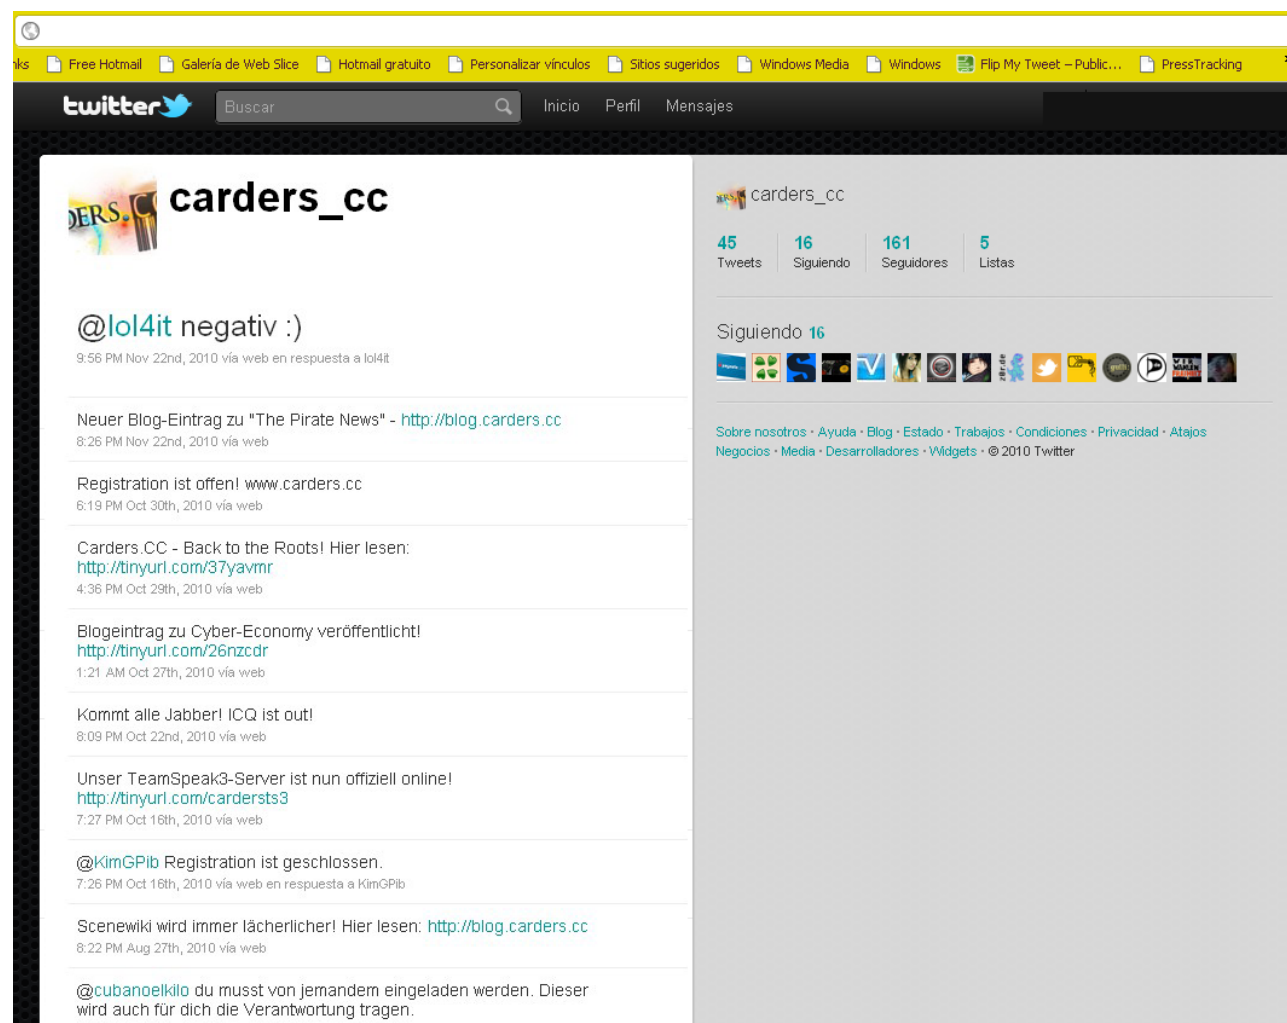 nks Free Hotmail Galería de Web Slice Hotmail gratuito Personalizar vínculos Sitios sugeridos Windows Media Windows Flip My Tweet – Public... PressTracking
twitter Buscar Inicio Perfil Mensajes
DERS.C
carders_cc
@lol4it negativ :)
9:56 PM Nov 22nd, 2010 vía web en respuesta a lol4it
Neuer Blog-Eintrag zu "The Pirate News" - http://blog.carders.cc
8:26 PM Nov 22nd, 2010 vía web
Registration ist offen! www.carders.cc
6:19 PM Oct 30th, 2010 vía web
Carders.CC - Back to the Roots! Hier lesen:
http://tinyurl.com/37yavmr
4:36 PM Oct 29th, 2010 vía web
Blogeintrag zu Cyber-Economy veröffentlicht!
http://tinyurl.com/26nzcdr
1:21 AM Oct 27th, 2010 vía web
Kommt alle Jabber! ICQ ist out!
8:09 PM Oct 22nd, 2010 vía web
Unser TeamSpeak3-Server ist nun offiziell online!
http://tinyurl.com/cardersts3
7:27 PM Oct 16th, 2010 vía web
@KimGPib Registration ist geschlossen.
7:26 PM Oct 16th, 2010 vía web en respuesta a KimGPib
Scenewiki wird immer lächerlicher! Hier lesen: http://blog.carders.cc
8:22 PM Aug 27th, 2010 vía web
@cubanoelkilo du musst von jemandem eingeladen werden. Dieser
wird auch für dich die Verantwortung tragen.
carders_cc
45 16 161 5
Tweets Siguiendo Seguidores Listas
Siguiendo 16
z0r.de
Sobre nosotros · Ayuda · Blog · Estado · Trabajos · Condiciones · Privacidad · Atajos
Negocios · Media · Desarrolladores · Widgets · © 2010 Twitter